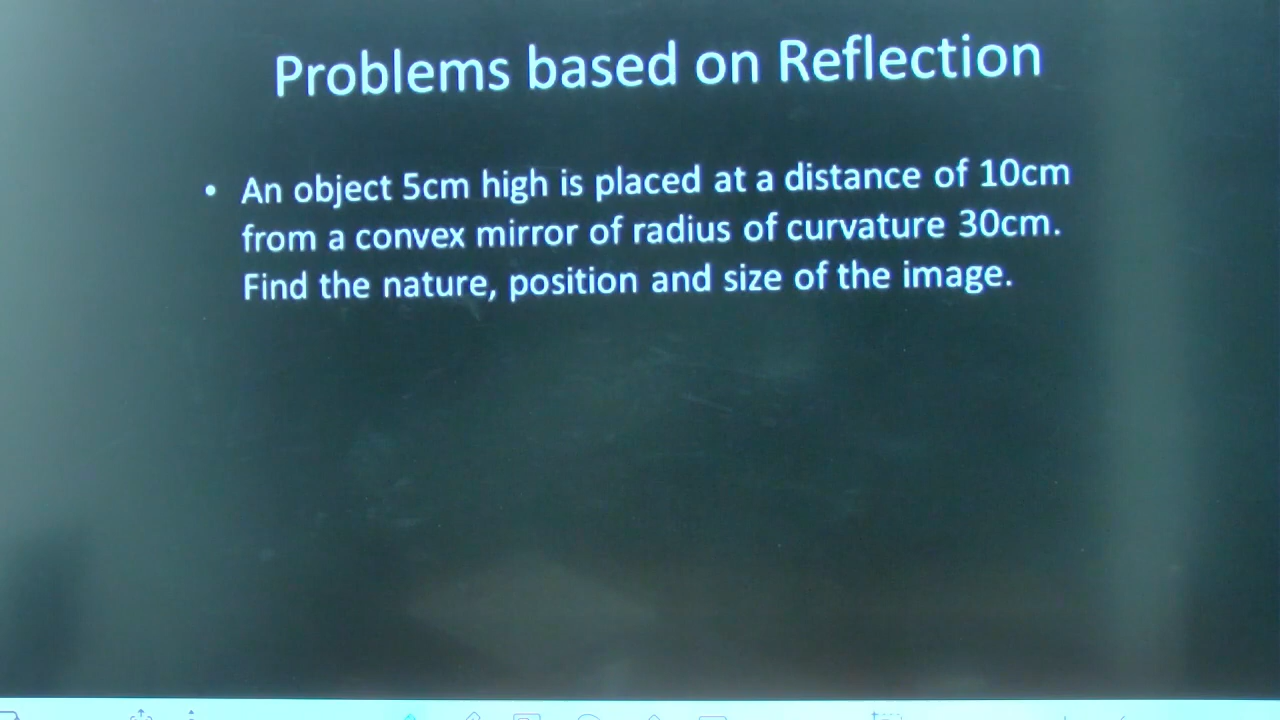 Problems based on Reflection
• An object 5cm high is placed at a distance of 10cm
from a convex mirror of radius of curvature 30cm.
Find the nature, position and size of the image.